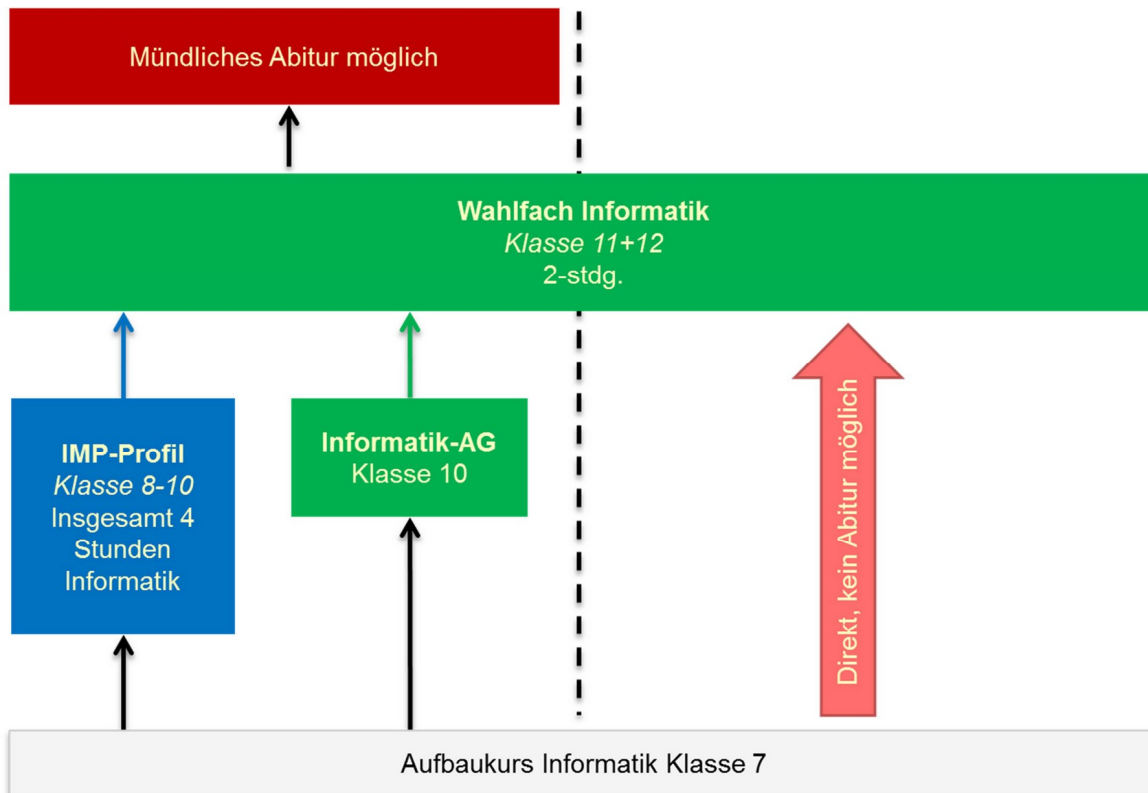 Mündliches Abitur möglich
Wahlfach Informatik
Klasse 11+12
2-stdg.
IMP-Profil
Klasse 8-10
Insgesamt 4
Stunden
Informatik
Informatik-AG
Klasse 10
Direkt, kein Abitur möglich
Aufbaukurs Informatik Klasse 7